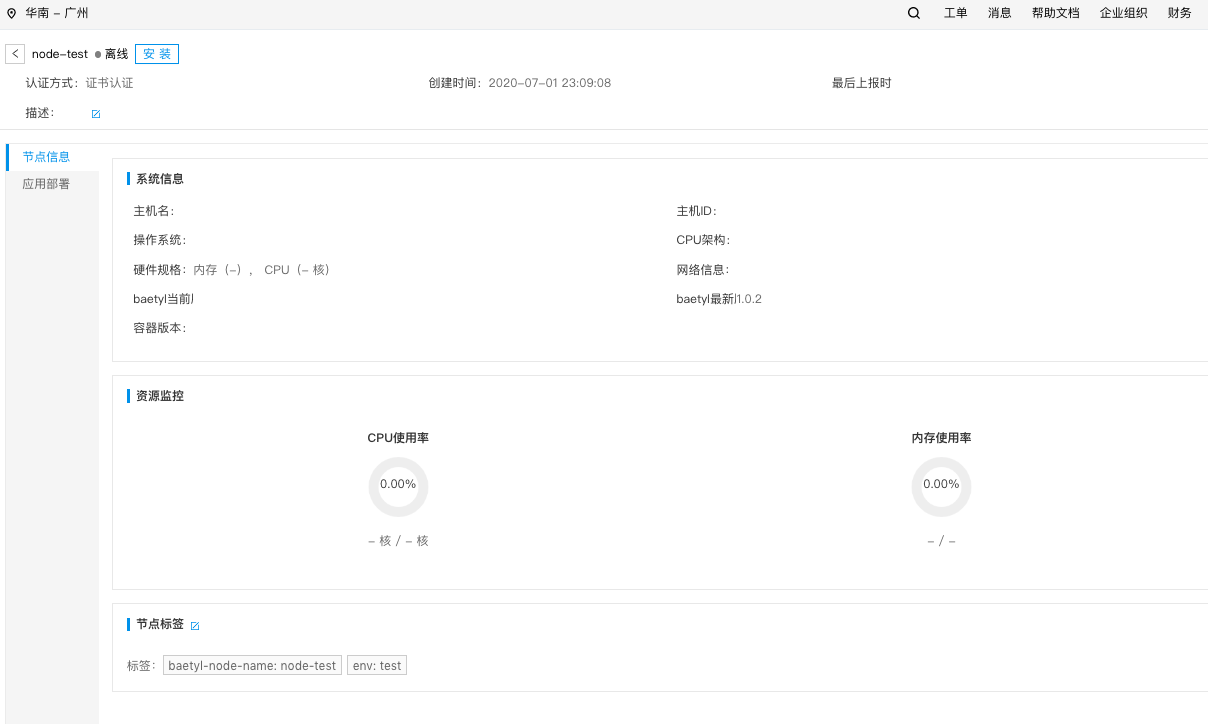 华南 – 广州 工单 消息 帮助文档 企业组织 财务
node-test 离线 安 装
认证方式: 证书认证 创建时间: 2020-07-01 23:09:08 最后上报时
描述:
节点信息
应用部署
系统信息
主机名: 主机ID:
操作系统: CPU架构:
硬件规格: 内存（-）, CPU（- 核） 网络信息:
baetyl当前 baetyl最新 1.0.2
容器版本:
资源监控
CPU使用率 内存使用率
0.00% 0.00%
- 核 / - 核 - / -
节点标签
标签: baetyl-node-name: node-test env: test